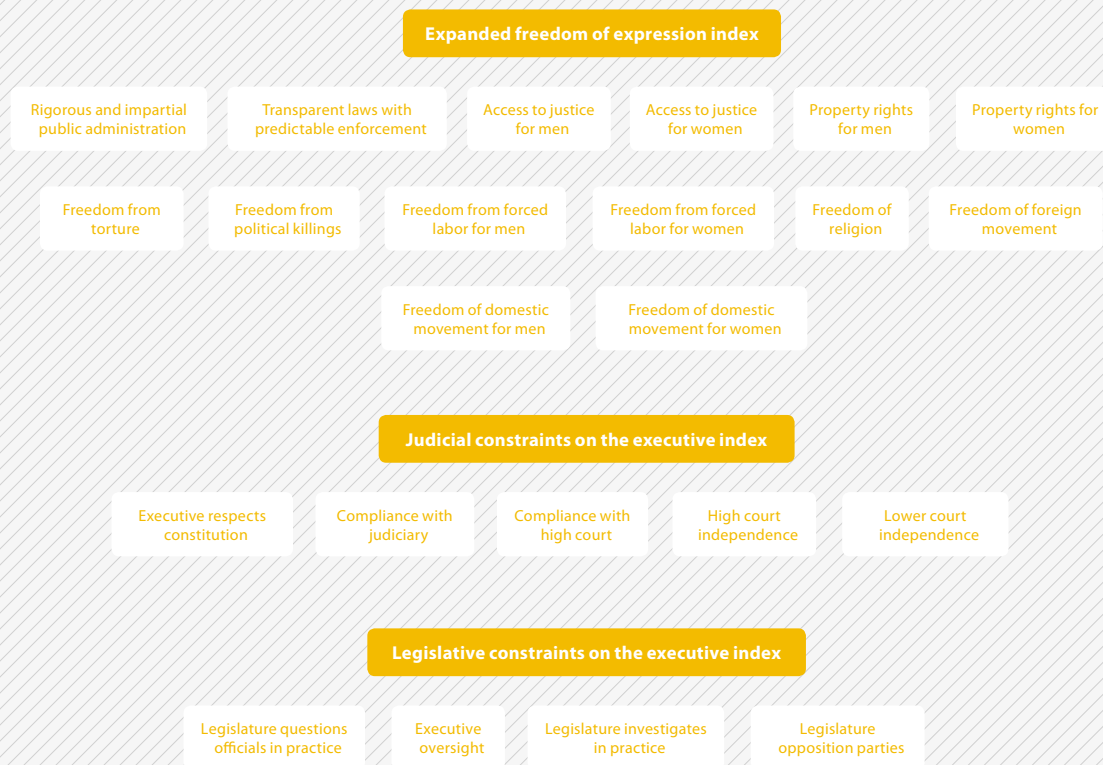 Expanded freedom of expression index
Rigorous and impartial
public administration
Transparent laws with
predictable enforcement
Access to justice
for men
Access to justice
for women
Property rights
for men
Property rights for
women
Freedom from
torture
Freedom from
political killings
Freedom from forced
labor for men
Freedom from forced
labor for women
Freedom of
religion
Freedom of foreign
movement
Freedom of domestic
movement for men
Freedom of domestic
movement for women
Judicial constraints on the executive index
Executive respects
constitution
Compliance with
judiciary
Compliance with
high court
High court
independence
Lower court
independence
Legislative constraints on the executive index
Legislature questions
officials in practice
Executive
oversight
Legislature investigates
in practice
Legislature
opposition parties